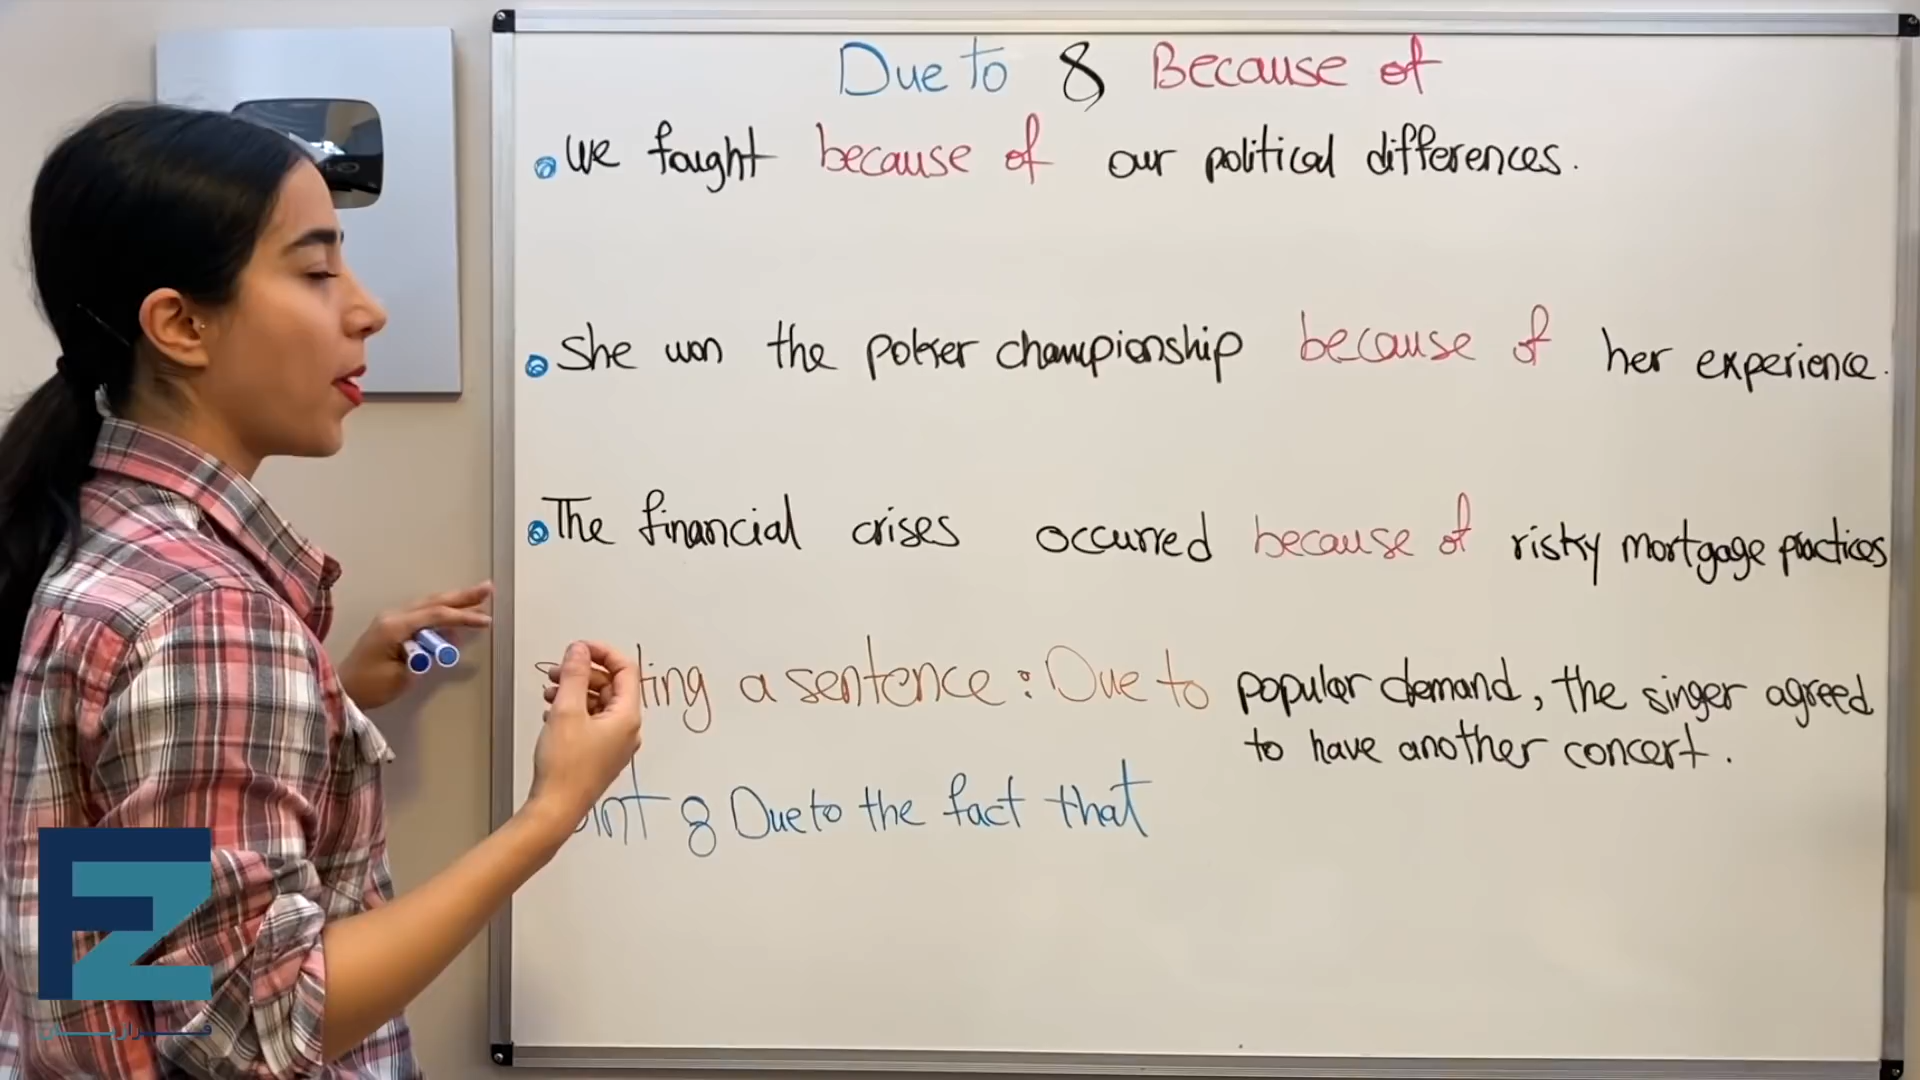 Due to & Because of
We fought because of our political differences.
She won the poker championship because of her experience.
The financial crises occurred because of risky mortgage practices
a sentence : Due to popular demand, the singer agreed
to have another concert.
Due to the fact that
FZ